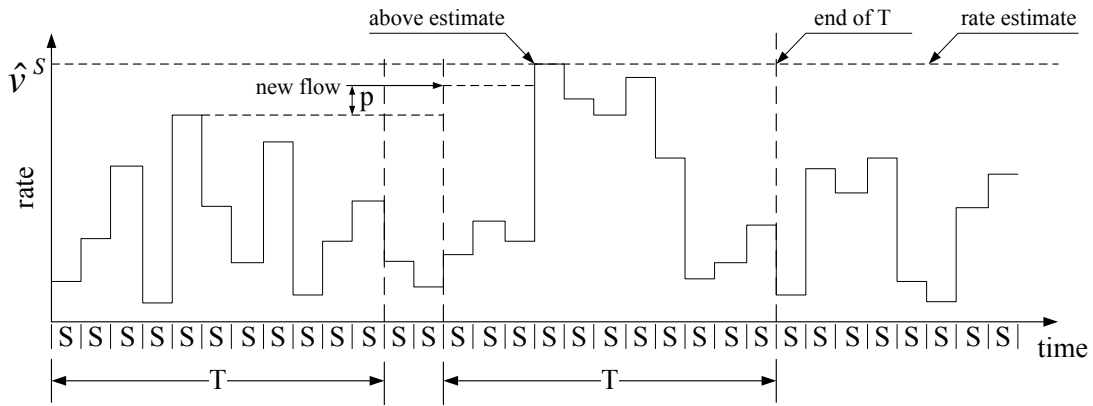 above estimate
end of T
rate estimate
v̂ S
new flow
p
rate
S S S S S S S S S S S S S S S S S S S S S S S S S S S S S S S S
time
T
T